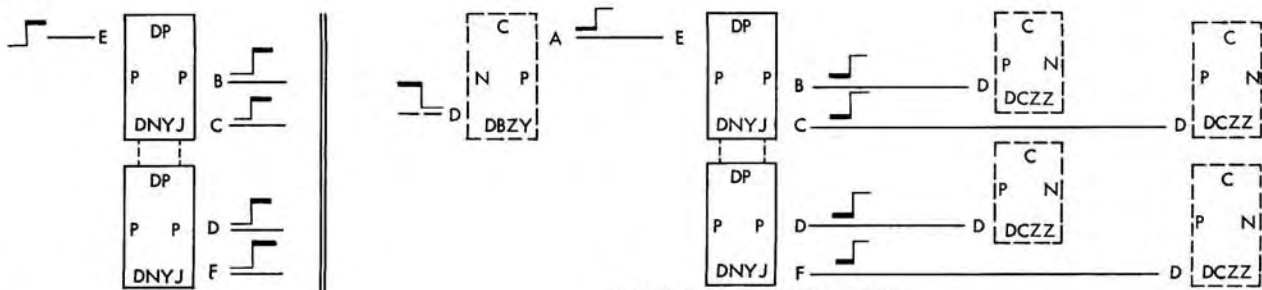 DP C DP C C
E A E
P P N P P P P N P N
B D B D
DNYJ DBZY DNYJ DCZZ
C C D DCZZ
DP DP C C
P P P P P N P N
D D D
DNYJ DNYJ DCZZ
F F D DCZZ